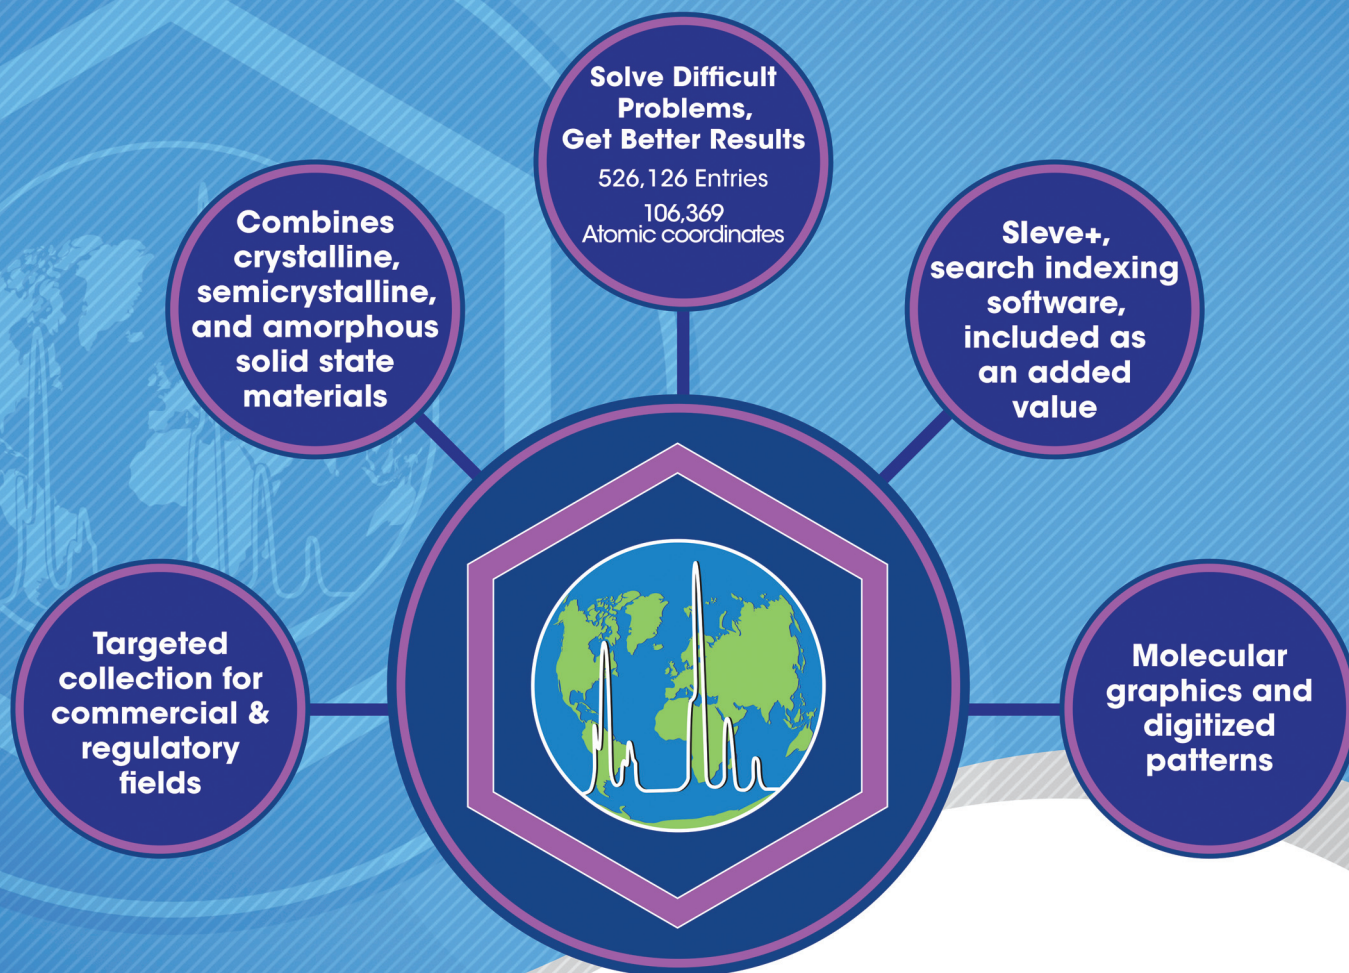 Solve Difficult
Problems,
Get Better Results
526,126 Entries
106,369
Atomic coordinates
Combines
crystalline,
semicrystalline,
and amorphous
solid state
materials
SIeve+,
search indexing
software,
included as
an added
value
Targeted
collection for
commercial &
regulatory
fields
Molecular
graphics and
digitized
patterns